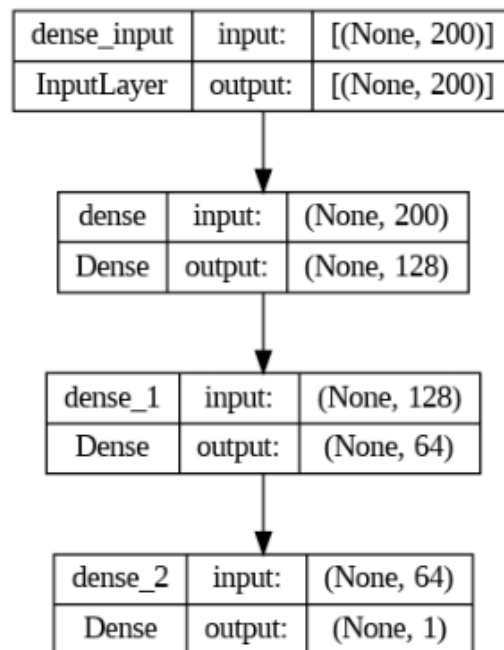 dense_input input: [(None, 200)]
InputLayer output: [(None, 200)]
dense input: (None, 200)
Dense output: (None, 128)
dense_1 input: (None, 128)
Dense output: (None, 64)
dense_2 input: (None, 64)
Dense output: (None, 1)